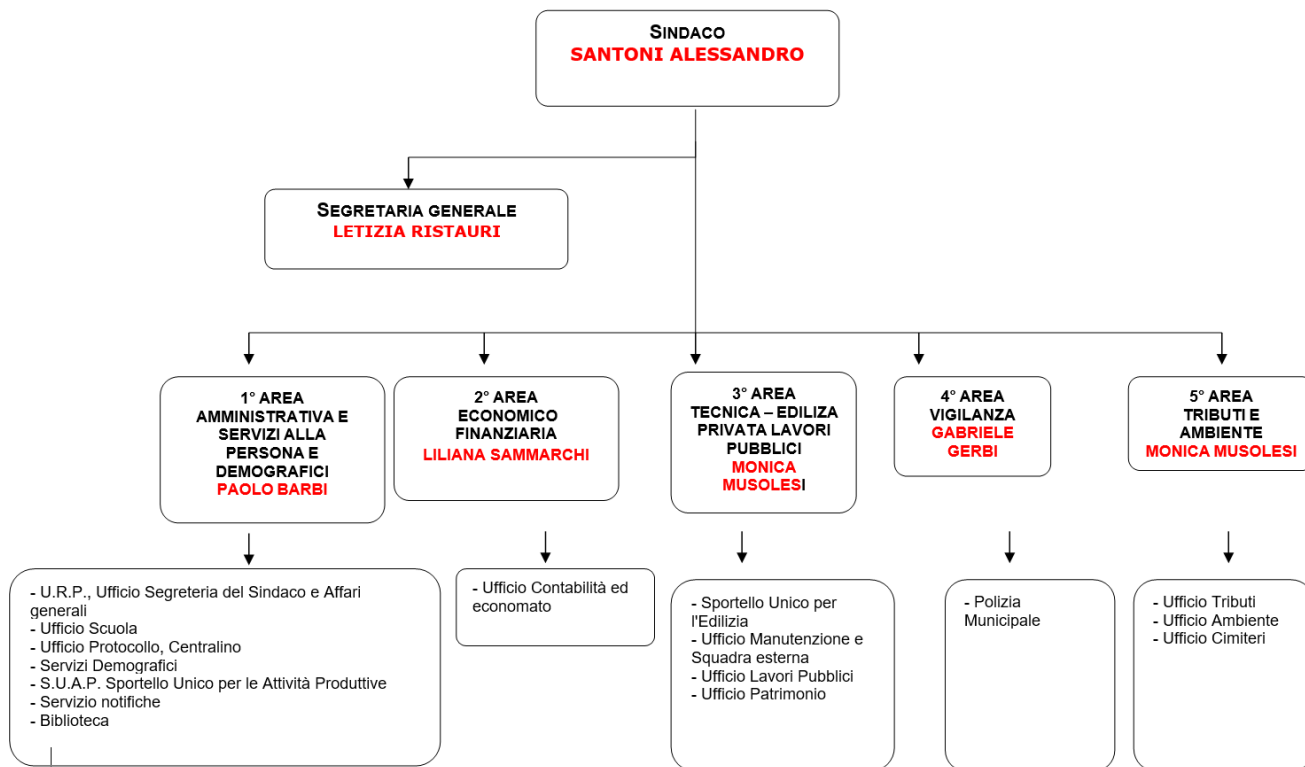 SINDACO
SANTONI ALESSANDRO
SEGRETARIA GENERALE
LETIZIA RISTAURI
1° AREA
AMMINISTRATIVA E
SERVIZI ALLA
PERSONA E
DEMOGRAFICI
PAOLO BARBI
2° AREA
ECONOMICO
FINANZIARIA
LILIANA SAMMARCHI
3° AREA
TECNICA – EDILIZA
PRIVATA LAVORI
PUBBLICI
MONICA
MUSOLESI
4° AREA
VIGILANZA
GABRIELE
GERBI
5° AREA
TRIBUTI E
AMBIENTE
MONICA MUSOLESI
- U.R.P., Ufficio Segreteria del Sindaco e Affari
generali
- Ufficio Scuola
- Ufficio Protocollo, Centralino
- Servizi Demografici
- S.U.A.P. Sportello Unico per le Attività Produttive
- Servizio notifiche
- Biblioteca
- Ufficio Contabilità ed
economato
- Sportello Unico per
l'Edilizia
- Ufficio Manutenzione e
Squadra esterna
- Ufficio Lavori Pubblici
- Ufficio Patrimonio
- Polizia
Municipale
- Ufficio Tributi
- Ufficio Ambiente
- Ufficio Cimiteri